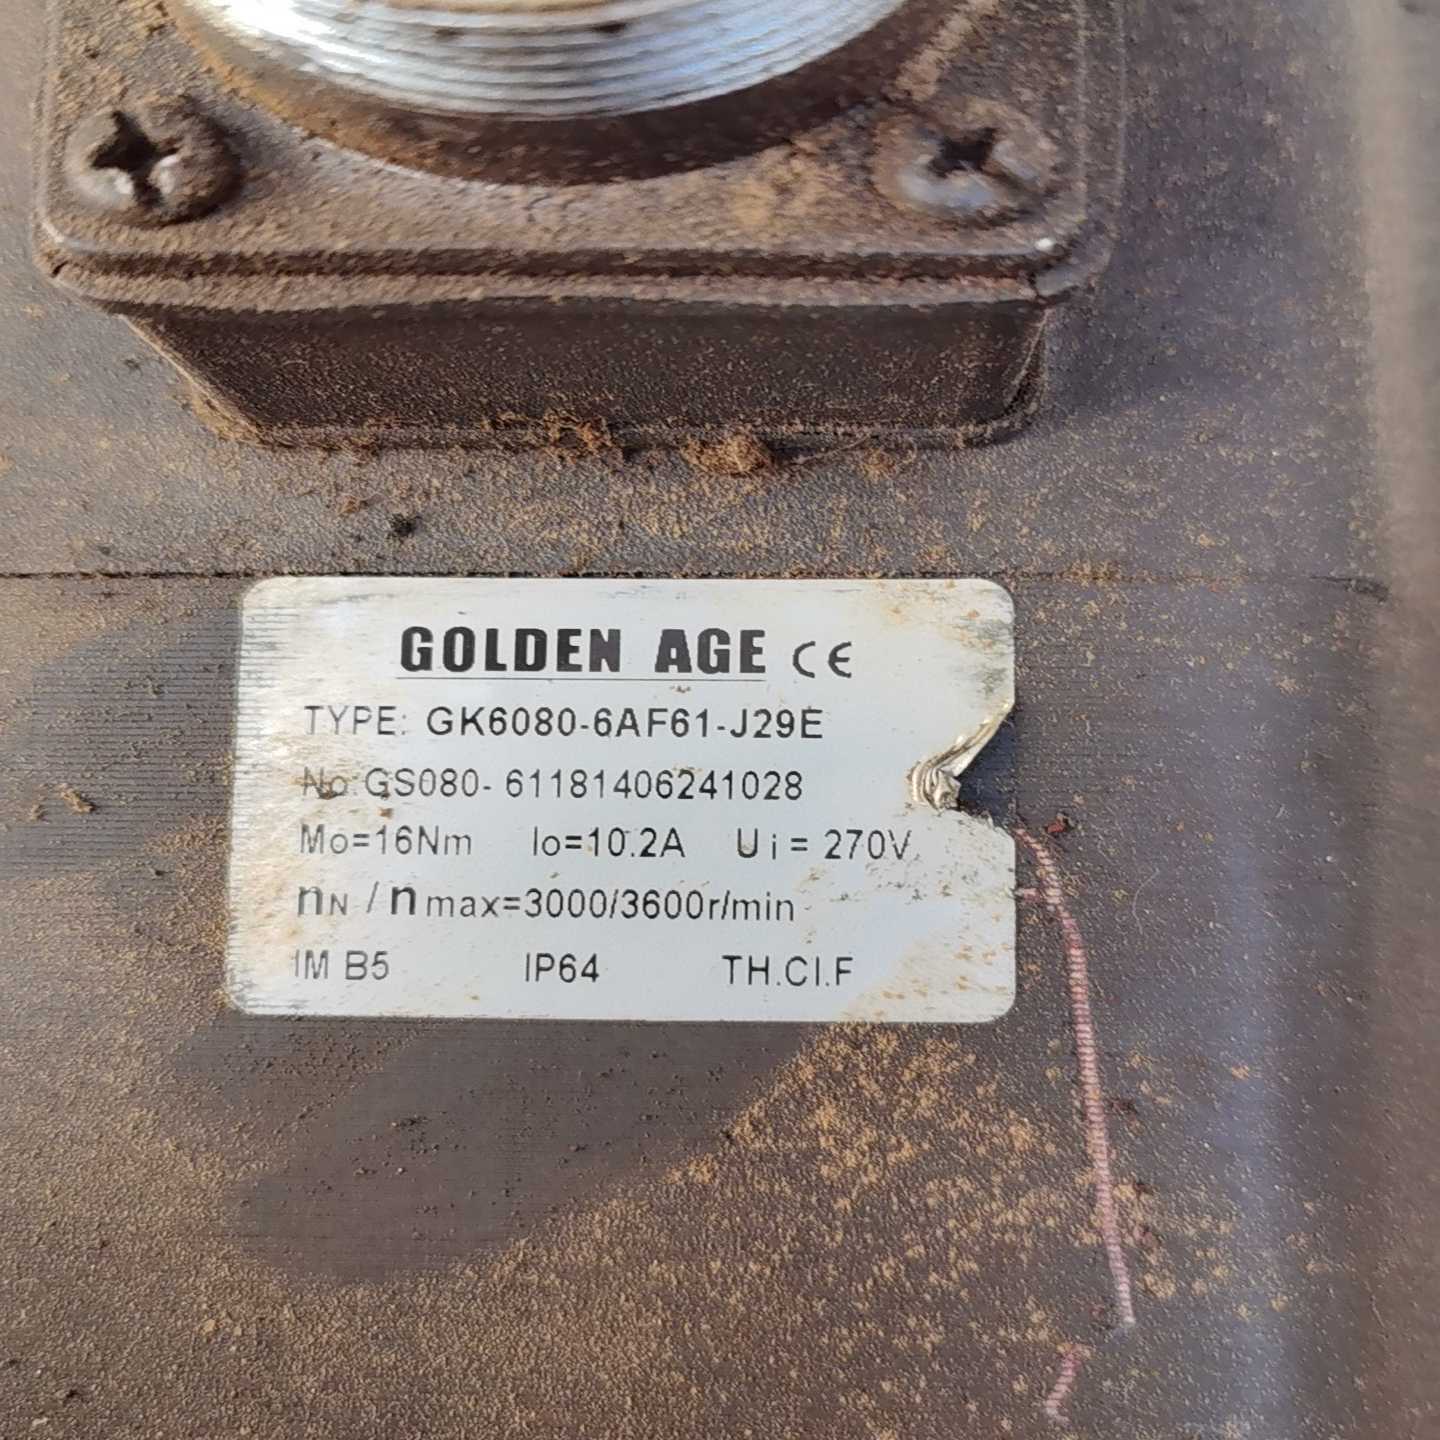 GOLDEN AGE CE
TYPE: GK6080-6AF61-J29E
No:GS080- 61181406241028
Mo=16Nm Io=10.2A Ui = 270V
nN / nmax=3000/3600r/min
IM B5 IP64 TH.CI.F